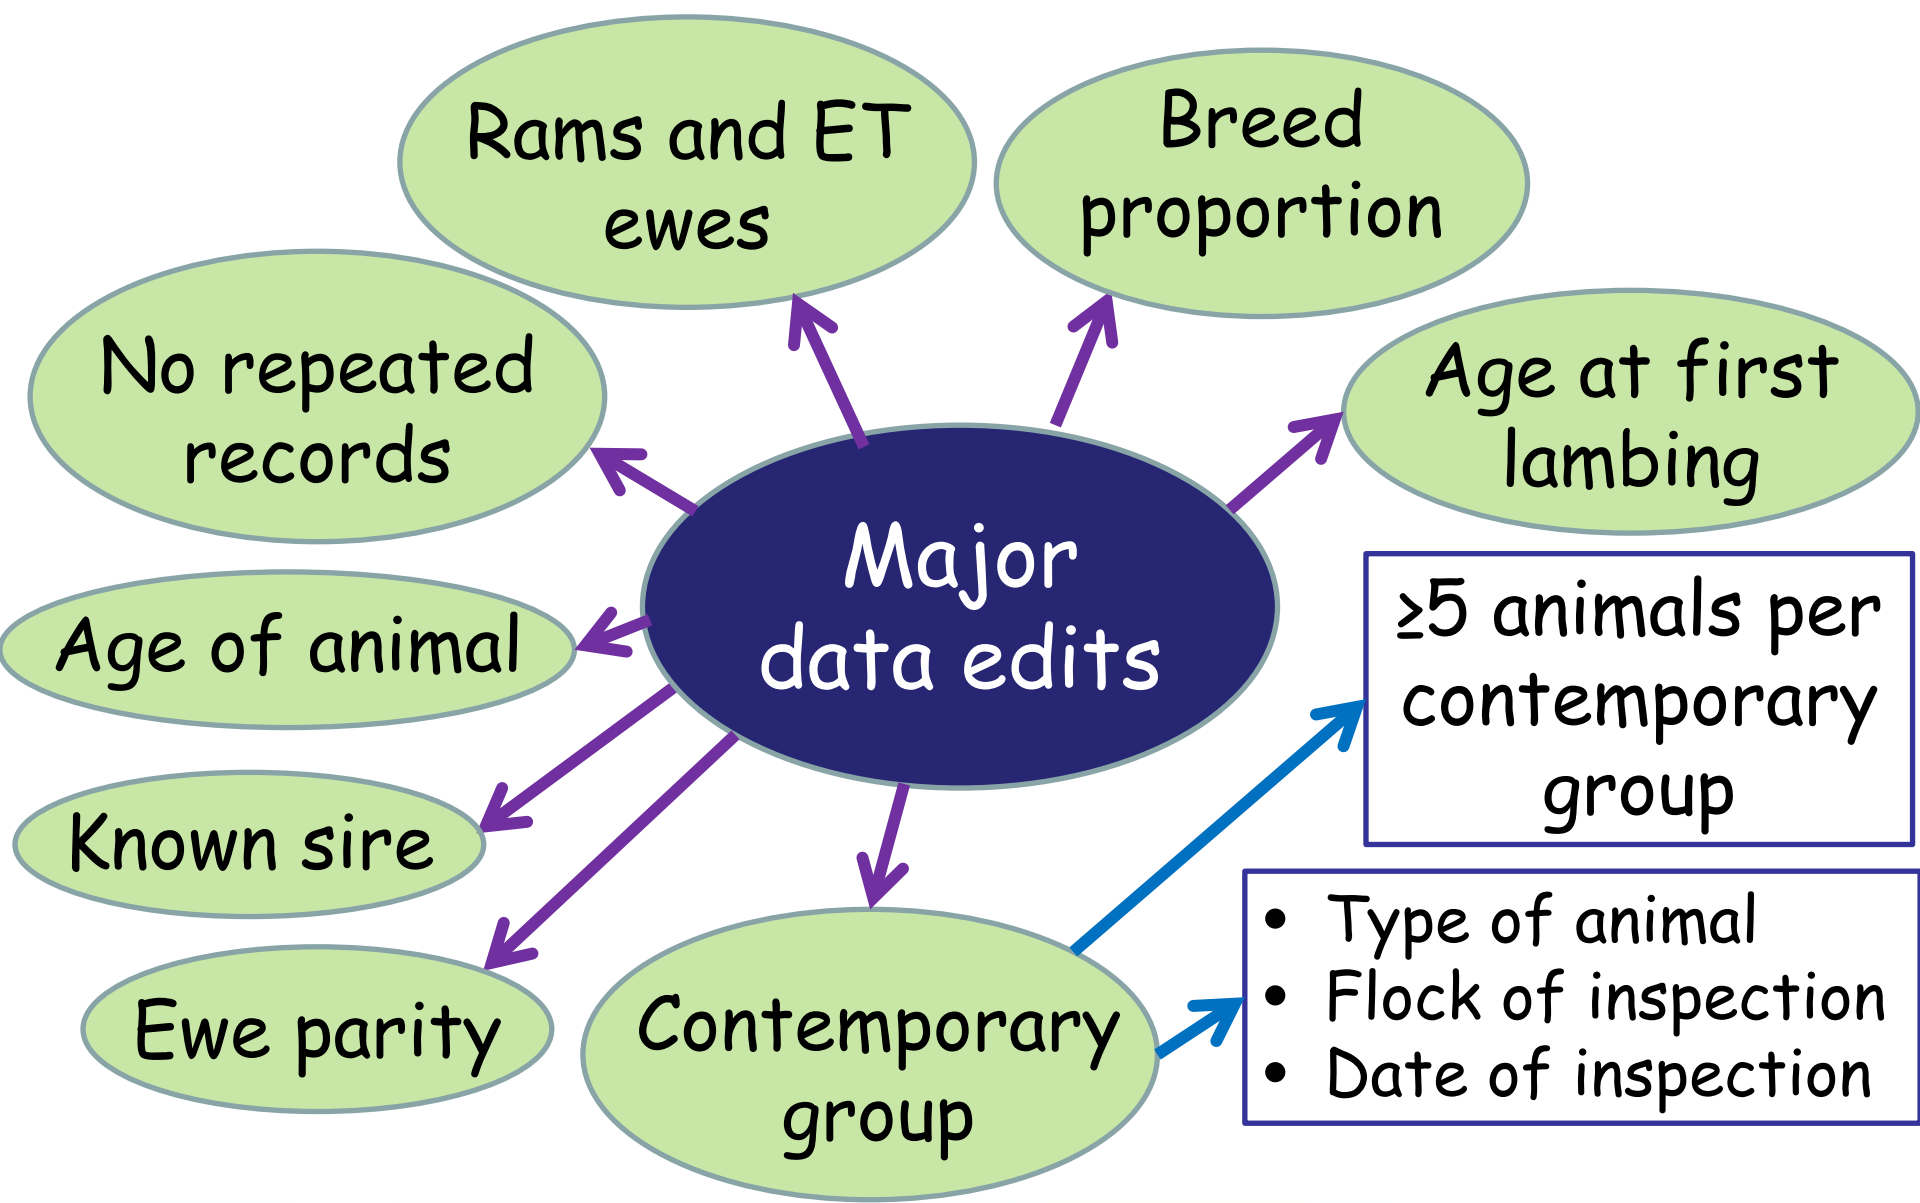 Rams and ET
ewes
Breed
proportion
No repeated
records
Age at first
lambing
Major
data edits
≥5 animals per
contemporary
group
Age of animal
Known sire
• Type of animal
• Flock of inspection
• Date of inspection
Ewe parity
Contemporary
group